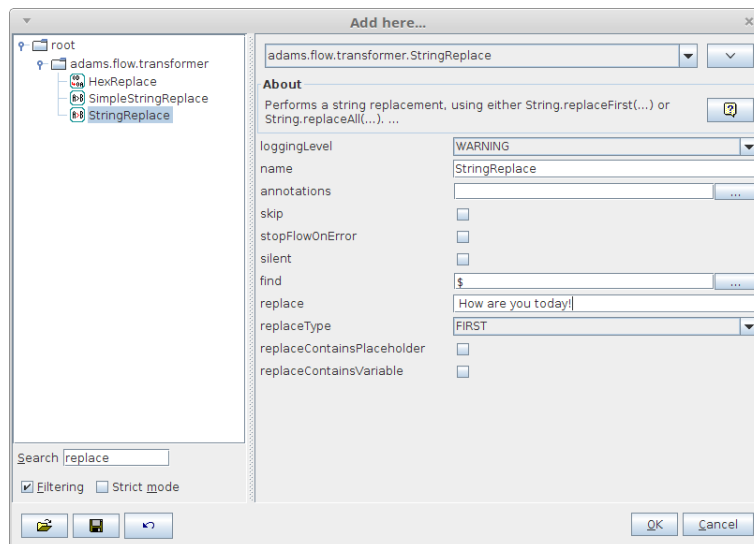 Add here...
root
adams.flow.transformer
HexReplace
SimpleStringReplace
StringReplace
Search replace
Filtering Strict mode
adams.flow.transformer.StringReplace
About
Performs a string replacement, using either String.replaceFirst(...) or
String.replaceAll(...). ...
loggingLevel WARNING
name StringReplace
annotations ...
skip
stopFlowOnError
silent
find $ ...
replace How are you today!
replaceType FIRST
replaceContainsPlaceholder
replaceContainsVariable
OK Cancel